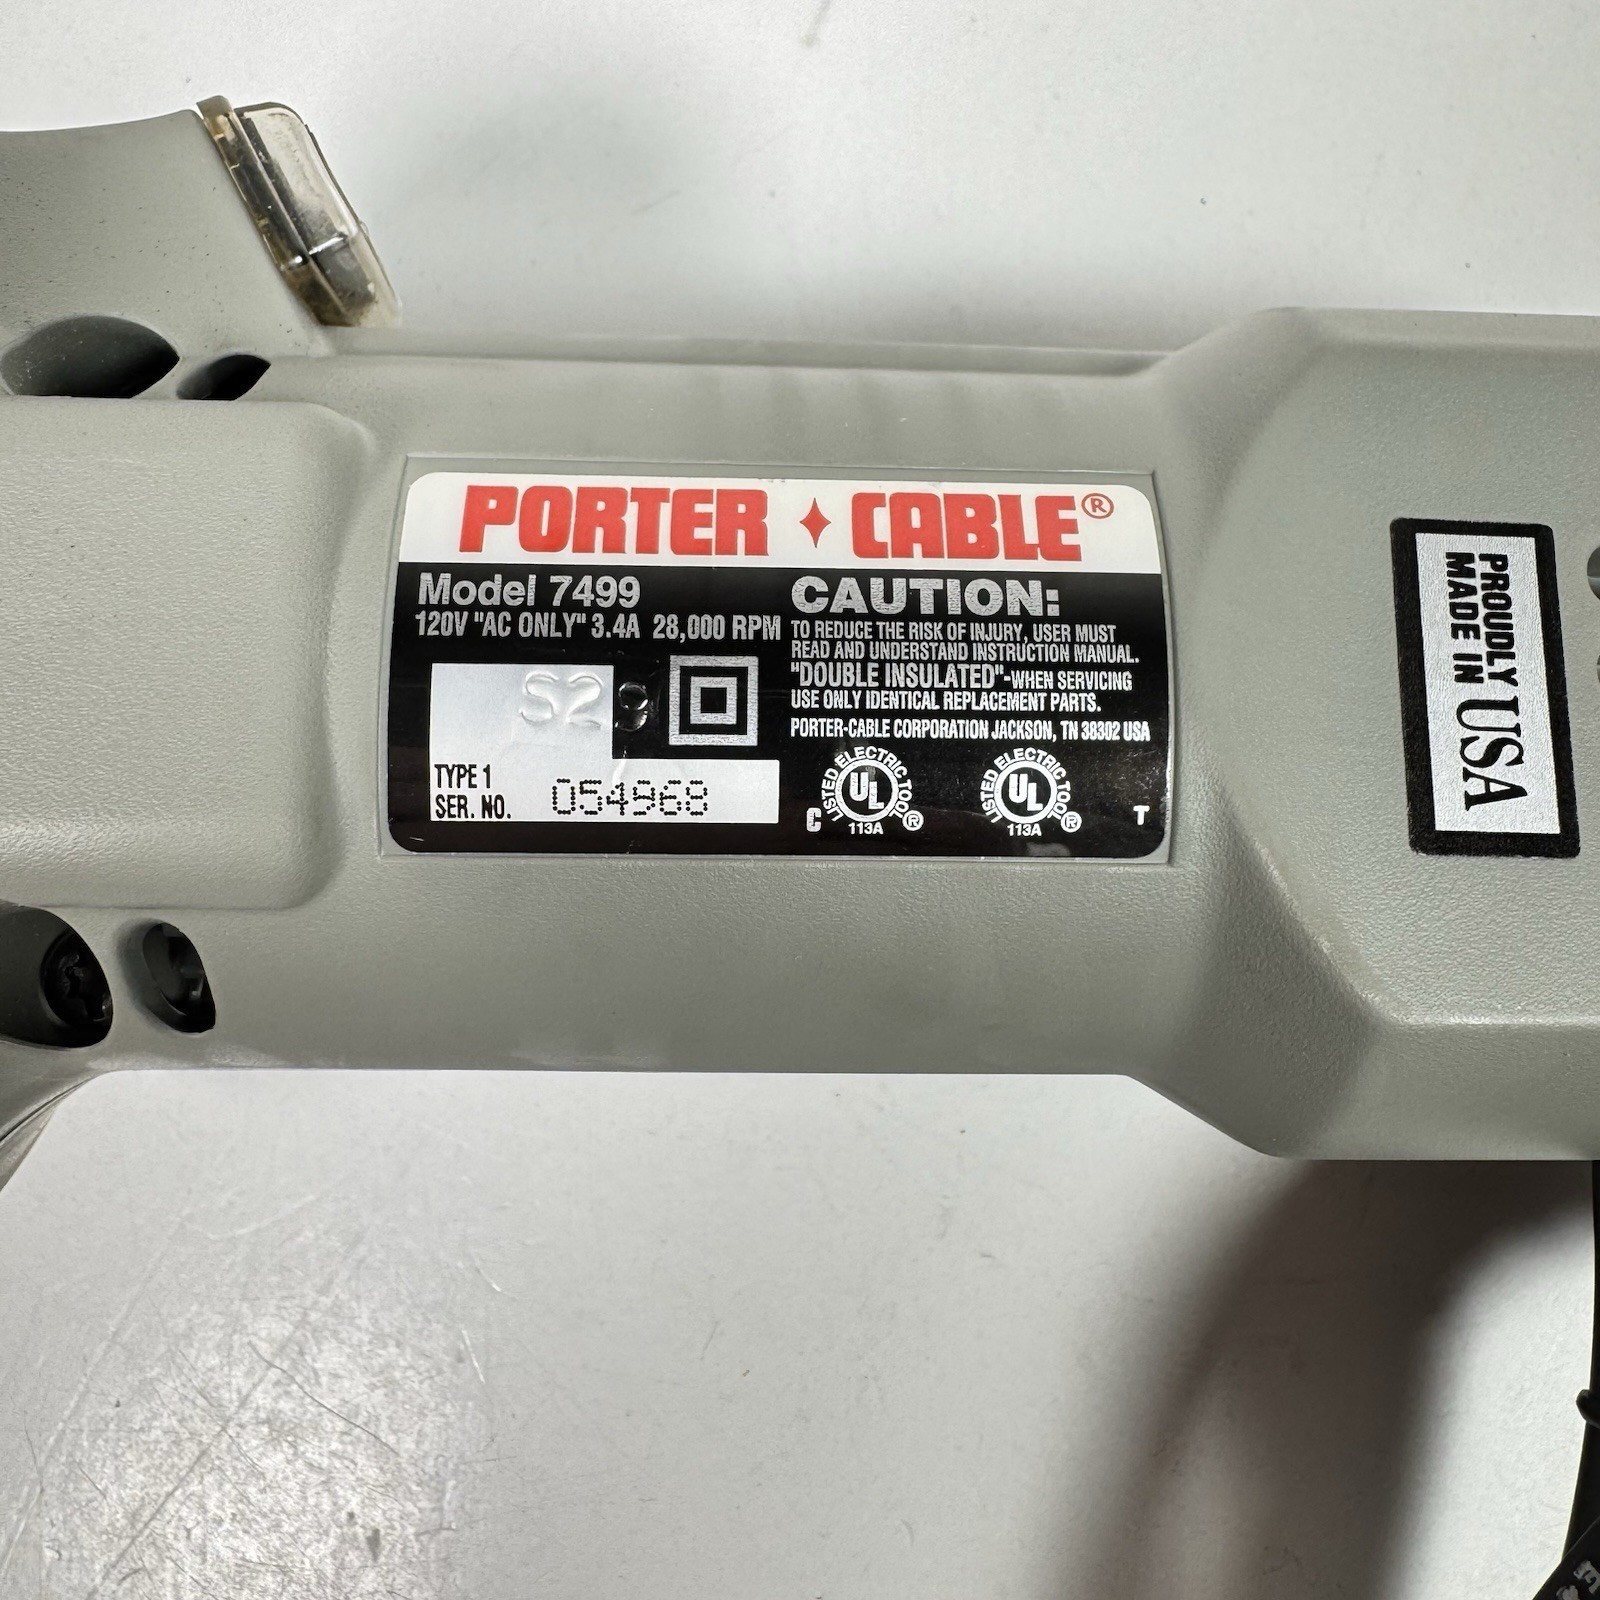 PORTER CABLE®
Model 7499
120V "AC ONLY" 3.4A 28,000 RPM
TYPE 1
SER. NO. 054968
CAUTION:
TO REDUCE THE RISK OF INJURY, USER MUST
READ AND UNDERSTAND INSTRUCTION MANUAL.
"DOUBLE INSULATED"-WHEN SERVICING
USE ONLY IDENTICAL REPLACEMENT PARTS.
PORTER-CABLE CORPORATION JACKSON, TN 38302 USA
C LISTED ELECTRIC TOOL UL ® 113A
LISTED ELECTRIC TOOL UL ® 113A
T
PROUDLY
MADE IN
USA